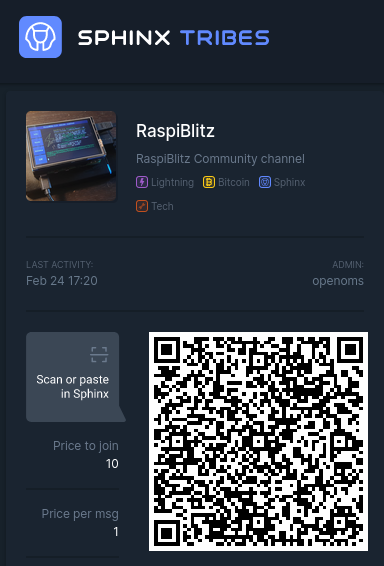 SPHINX TRIBES
RaspiBlitz
RaspiBlitz Community channel
Lightning Bitcoin Sphinx
Tech
LAST ACTIVITY: ADMIN:
Feb 24 17:20 openoms
Scan or paste
in Sphinx
Price to join
10
Price per msg
1